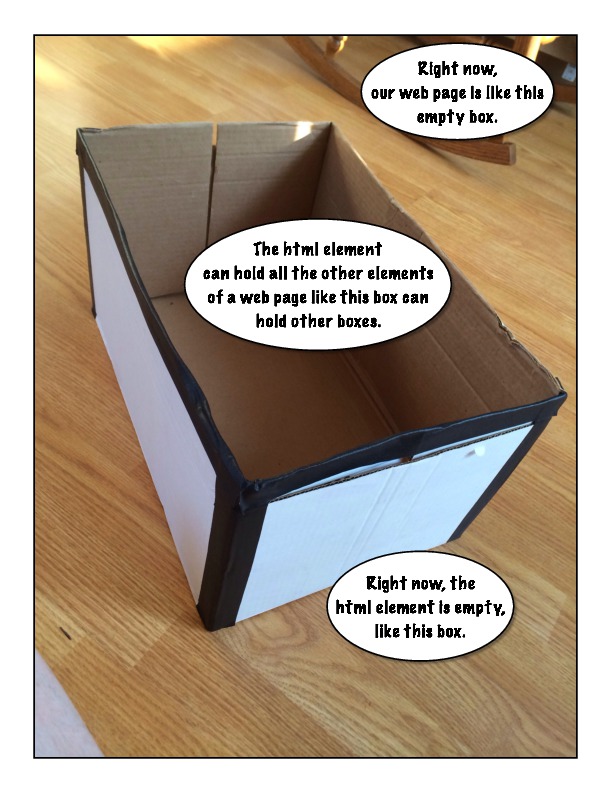 Right now,
our web page is like this
empty box.
The html element
can hold all the other elements
of a web page like this box can
hold other boxes.
Right now, the
html element is empty,
like this box.